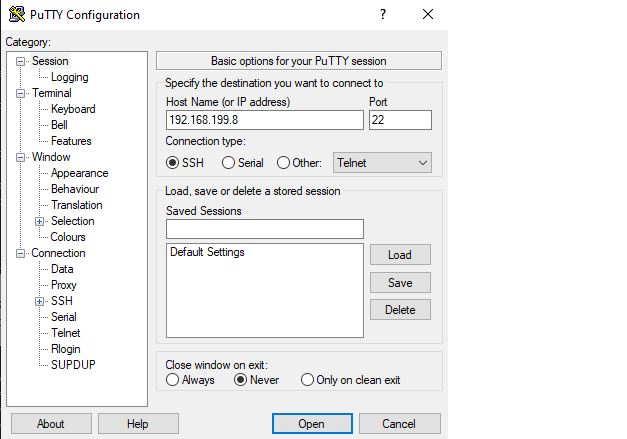 PuTTY Configuration
?
Category:
Session
Logging
Terminal
Keyboard
Bell
Features
Window
Appearance
Behaviour
Translation
Selection
Colours
Connection
Data
Proxy
SSH
Serial
Telnet
Rlogin
SUPDUP
Basic options for your PuTTY session
Specify the destination you want to connect to
Host Name (or IP address) Port
192.168.199.8 22
Connection type:
SSH Serial Other: Telnet
Load, save or delete a stored session
Saved Sessions
Default Settings
Load
Save
Delete
Close window on exit:
Always Never Only on clean exit
About Help Open Cancel